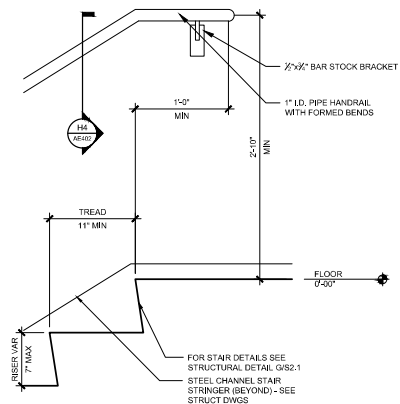 ½"x¾" BAR STOCK BRACKET
1'-0"
MIN
1" I.D. PIPE HANDRAIL
WITH FORMED BENDS
H4
AE402
2'-10"
MIN
TREAD
11" MIN
FLOOR
0'-00"
RISER VAR
7" MAX
FOR STAIR DETAILS SEE
STRUCTURAL DETAIL G/S2.1
STEEL CHANNEL STAIR
STRINGER (BEYOND) - SEE
STRUCT DWGS